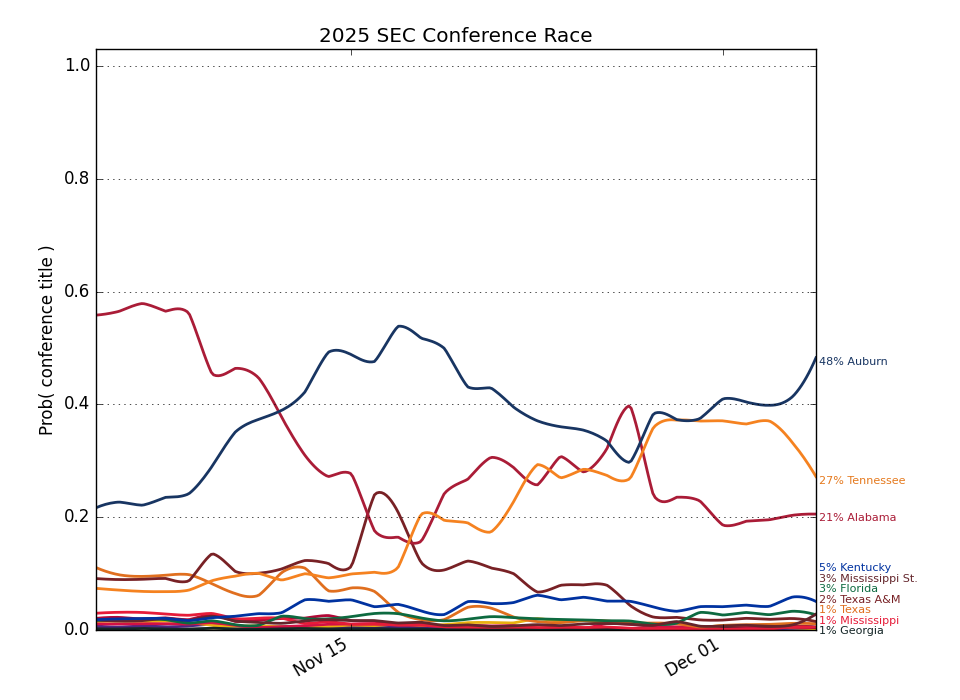 2025 SEC Conference Race
Prob( conference title )
1.0
0.8
0.6
0.4
0.2
0.0
Nov 15
Dec 01
48% Auburn
27% Tennessee
21% Alabama
5% Kentucky
3% Mississippi St.
3% Florida
2% Texas A&M
1% Texas
1% Mississippi
1% Georgia